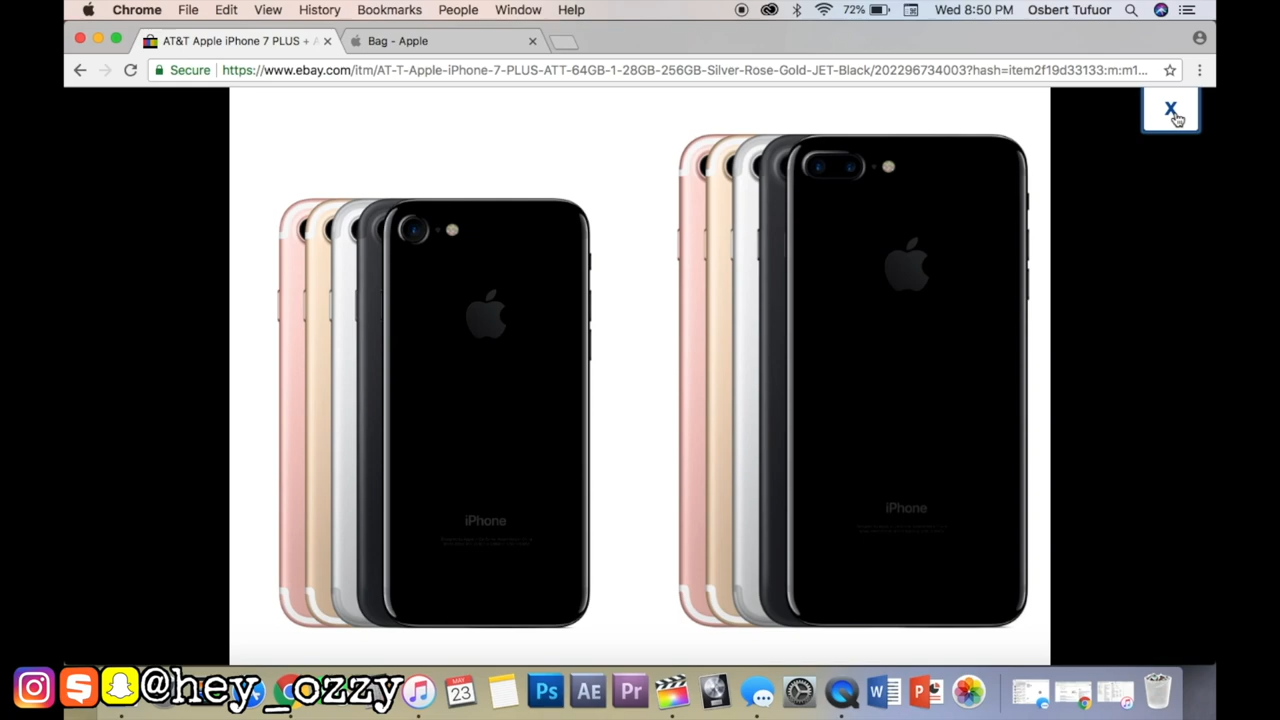 Chrome File Edit View History Bookmarks People Window Help 72% Wed 8:50 PM Osbert Tufuor
AT&T Apple iPhone 7 PLUS + Bag - Apple
Secure https://www.ebay.com/itm/AT-T-Apple-iPhone-7-PLUS-ATT-64GB-1-28GB-256GB-Silver-Rose-Gold-JET-Black/202296734003?hash=item2f19d33133:m:m1...
X
iPhone
iPhone
@hey_ozzy
MAY
23
Ps AE Pr W P